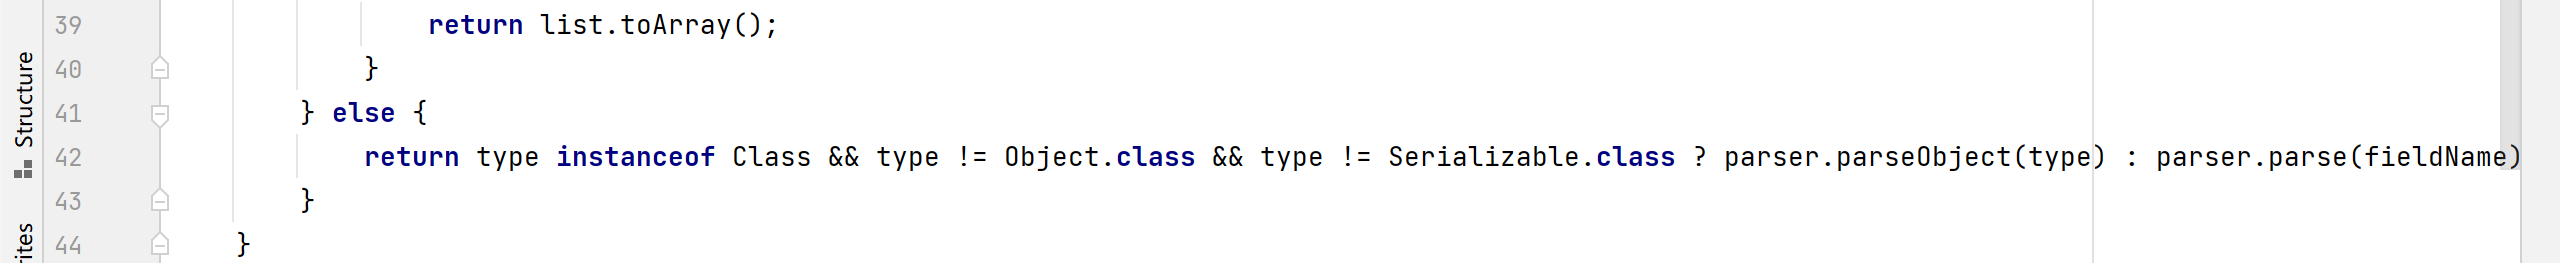 39 return list.toArray();
40 }
41 } else {
42 return type instanceof Class && type != Object.class && type != Serializable.class ? parser.parseObject(type) : parser.parse(fieldName)
43 }
44 }
Structure
rites